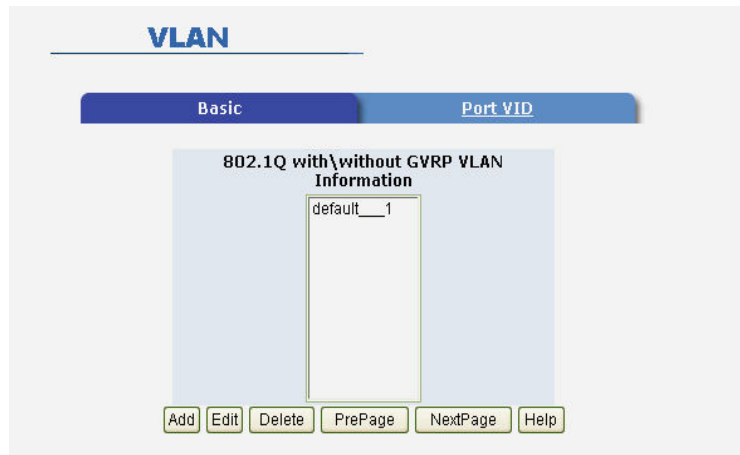 VLAN
Basic Port VID
802.1Q with\without GVRP VLAN
Information
default___1
Add Edit Delete PrePage NextPage Help